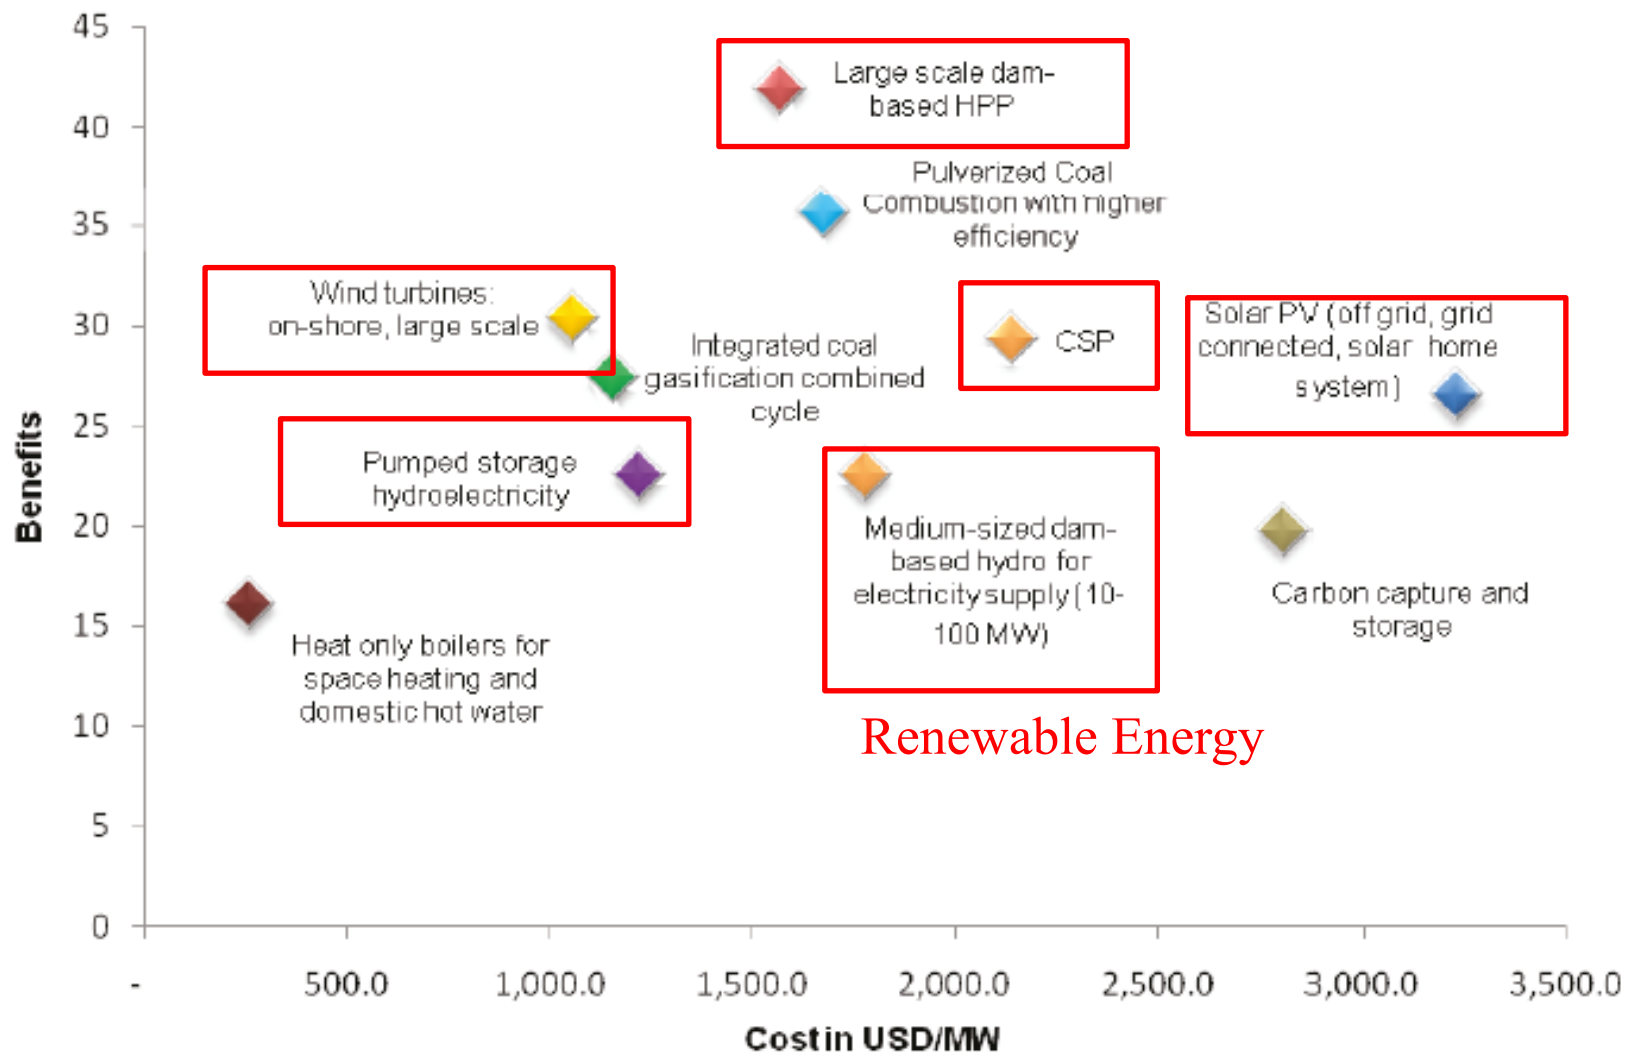 45
40
35
30
25
20
15
10
5
0
Benefits
Large scale dam-
based HPP
Pulverized Coal
Combustion with higher
efficiency
Wind turbines:
on-shore, large scale
Integrated coal
gasification combined
cycle
CSP
Solar PV (off grid, grid
connected, solar home
system)
Pumped storage
hydroelectricity
Medium-sized dam-
based hydro for
electricity supply (10-
100 MW)
Carbon capture and
storage
Heat only boilers for
space heating and
domestic hot water
Renewable Energy
- 500.0 1,000.0 1,500.0 2,000.0 2,500.0 3,000.0 3,500.0
Cost in USD/MW